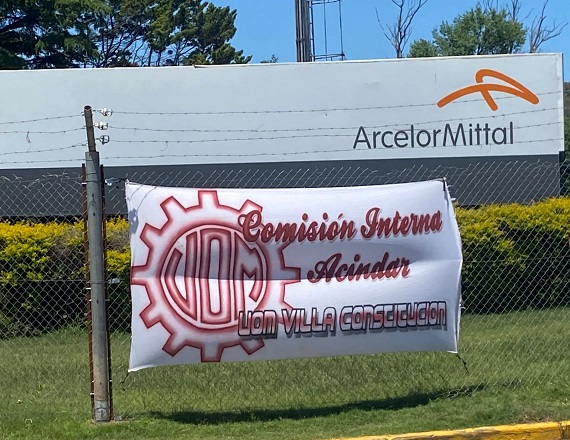 ArcelorMittal
Comisión Interna
Acindar
UOM
UOM VILLA CONSTITUCION